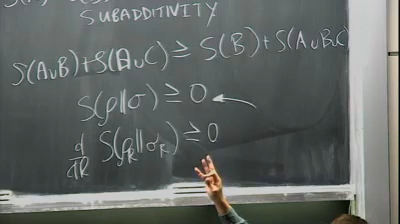 SUBADDITIVITY
S(A∪B)+S(B∪C) ≥ S(B)+S(A∪B∪C)
S(ρ||σ) ≥ 0 ←
d/dR S(ρ_R||σ_R) ≥ 0